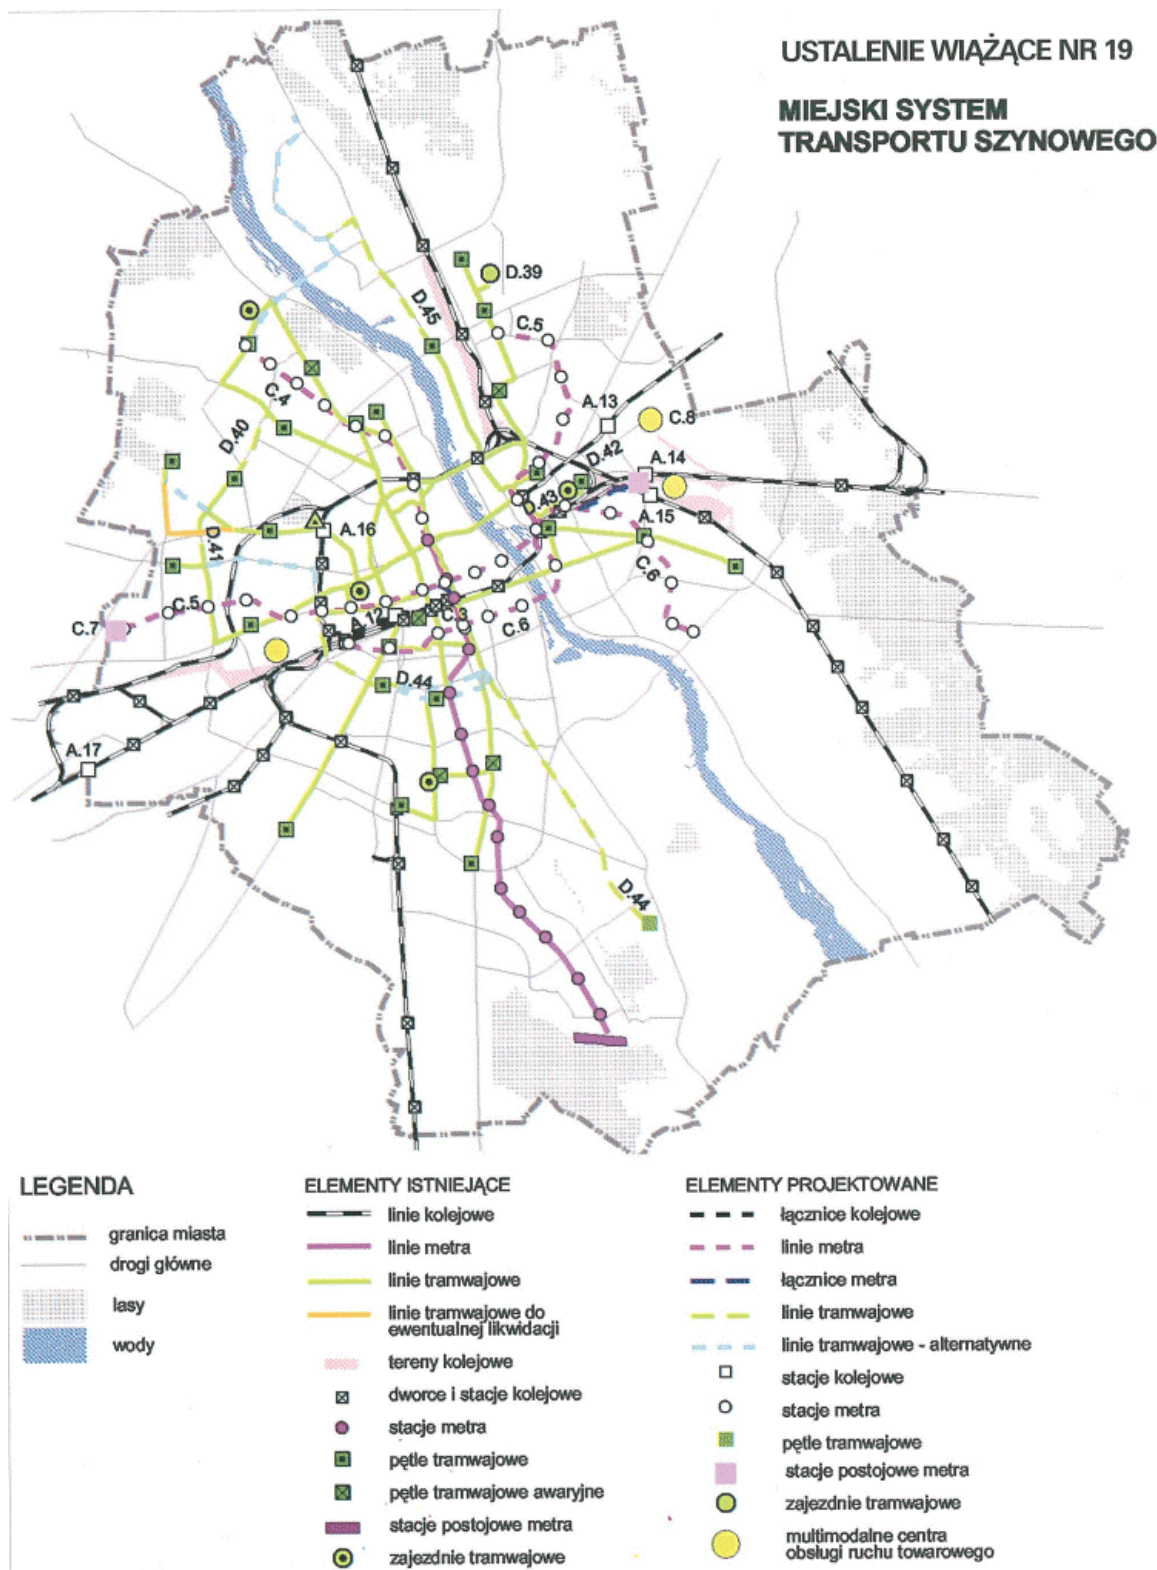 USTALENIE WIĄŻĄCE NR 19
MIEJSKI SYSTEM
TRANSPORTU SZYNOWEGO
D.39
D.45
C.5
C.4
A.13
C.8
D.40
D.42
A.14
D.43
A.15
A.16
D.41
C.6
C.5
C.7
A.12
C.3
C.6
D.44
A.17
D.44
LEGENDA
granica miasta
drogi główne
lasy
wody
ELEMENTY ISTNIEJĄCE
linie kolejowe
linie metra
linie tramwajowe
linie tramwajowe do
ewentualnej likwidacji
tereny kolejowe
dworce i stacje kolejowe
stacje metra
pętle tramwajowe
pętle tramwajowe awaryjne
stacje postojowe metra
zajezdnie tramwajowe
ELEMENTY PROJEKTOWANE
łącznice kolejowe
linie metra
łącznice metra
linie tramwajowe
linie tramwajowe - alternatywne
stacje kolejowe
stacje metra
pętle tramwajowe
stacje postojowe metra
zajezdnie tramwajowe
multimodalne centra
obsługi ruchu towarowego